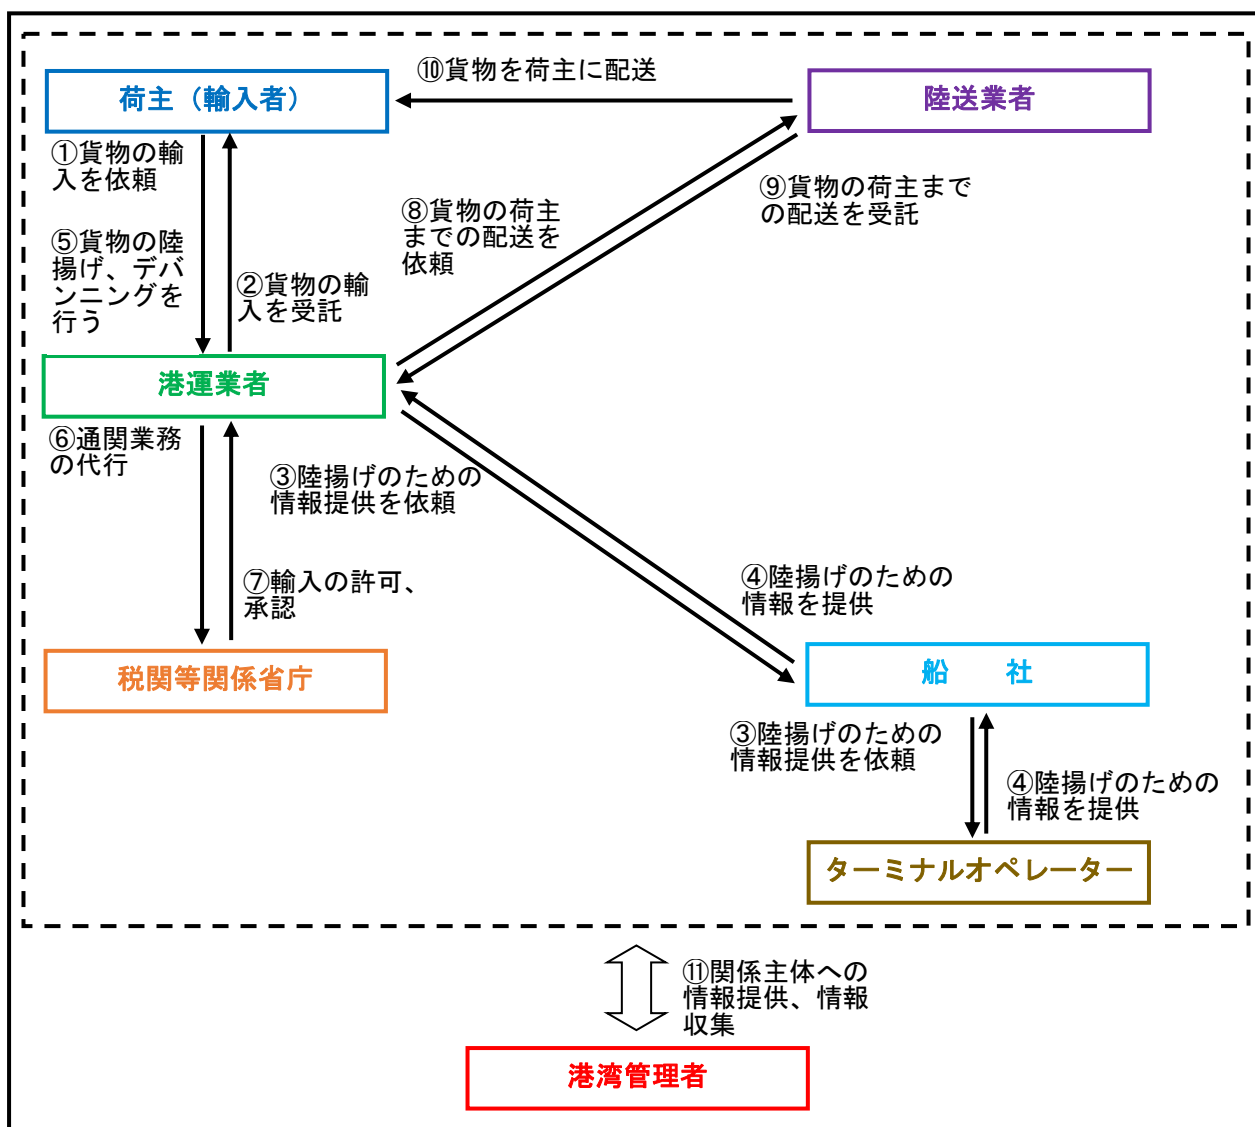 ⑩貨物を荷主に配送
荷主（輸入者）
陸送業者
①貨物の輸
入を依頼
⑤貨物の陸
揚げ、デバ
ンニングを
行う
②貨物の輸
入を受託
⑧貨物の荷主
までの配送を
依頼
⑨貨物の荷主まで
の配送を受託
港運業者
⑥通関業務
の代行
③陸揚げのための
情報提供を依頼
⑦輸入の許可、
承認
④陸揚げのための
情報を提供
税関等関係省庁
船　社
③陸揚げのための
情報提供を依頼
④陸揚げのための
情報を提供
ターミナルオペレーター
⑪関係主体への
情報提供、情報
収集
港湾管理者